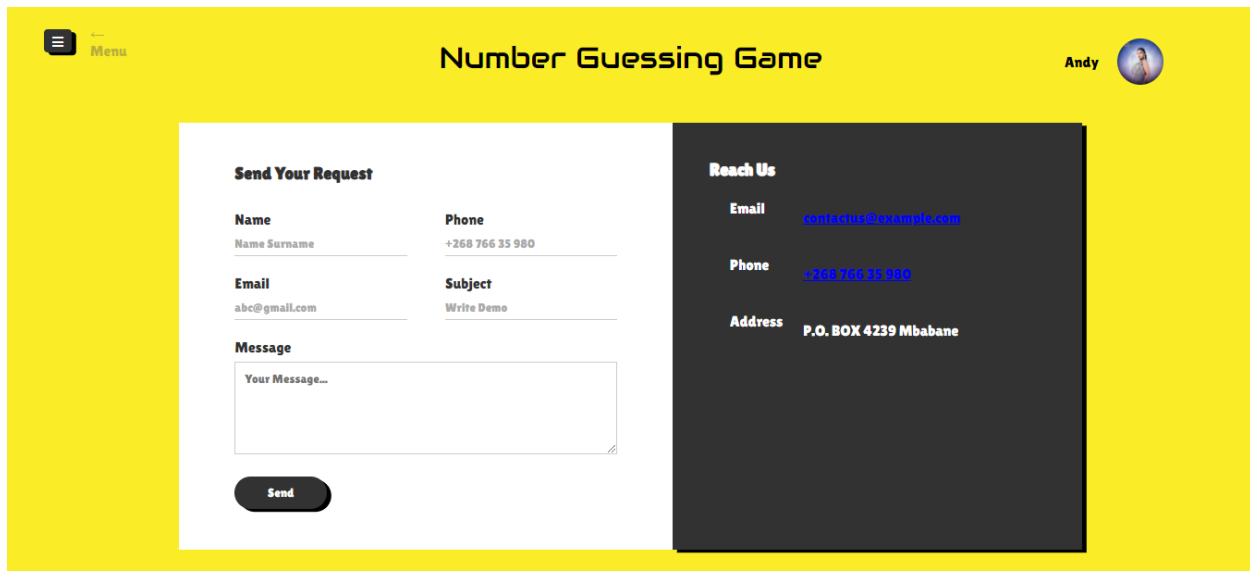 ←
Menu
Number Guessing Game
Andy
Send Your Request
Name
Name Surname
Phone
+268 766 35 980
Email
abc@gmail.com
Subject
Write Demo
Message
Your Message...
Send
Reach Us
Email
contactus@example.com
Phone
+268 766 35 980
Address
P.O. BOX 4239 Mbabane